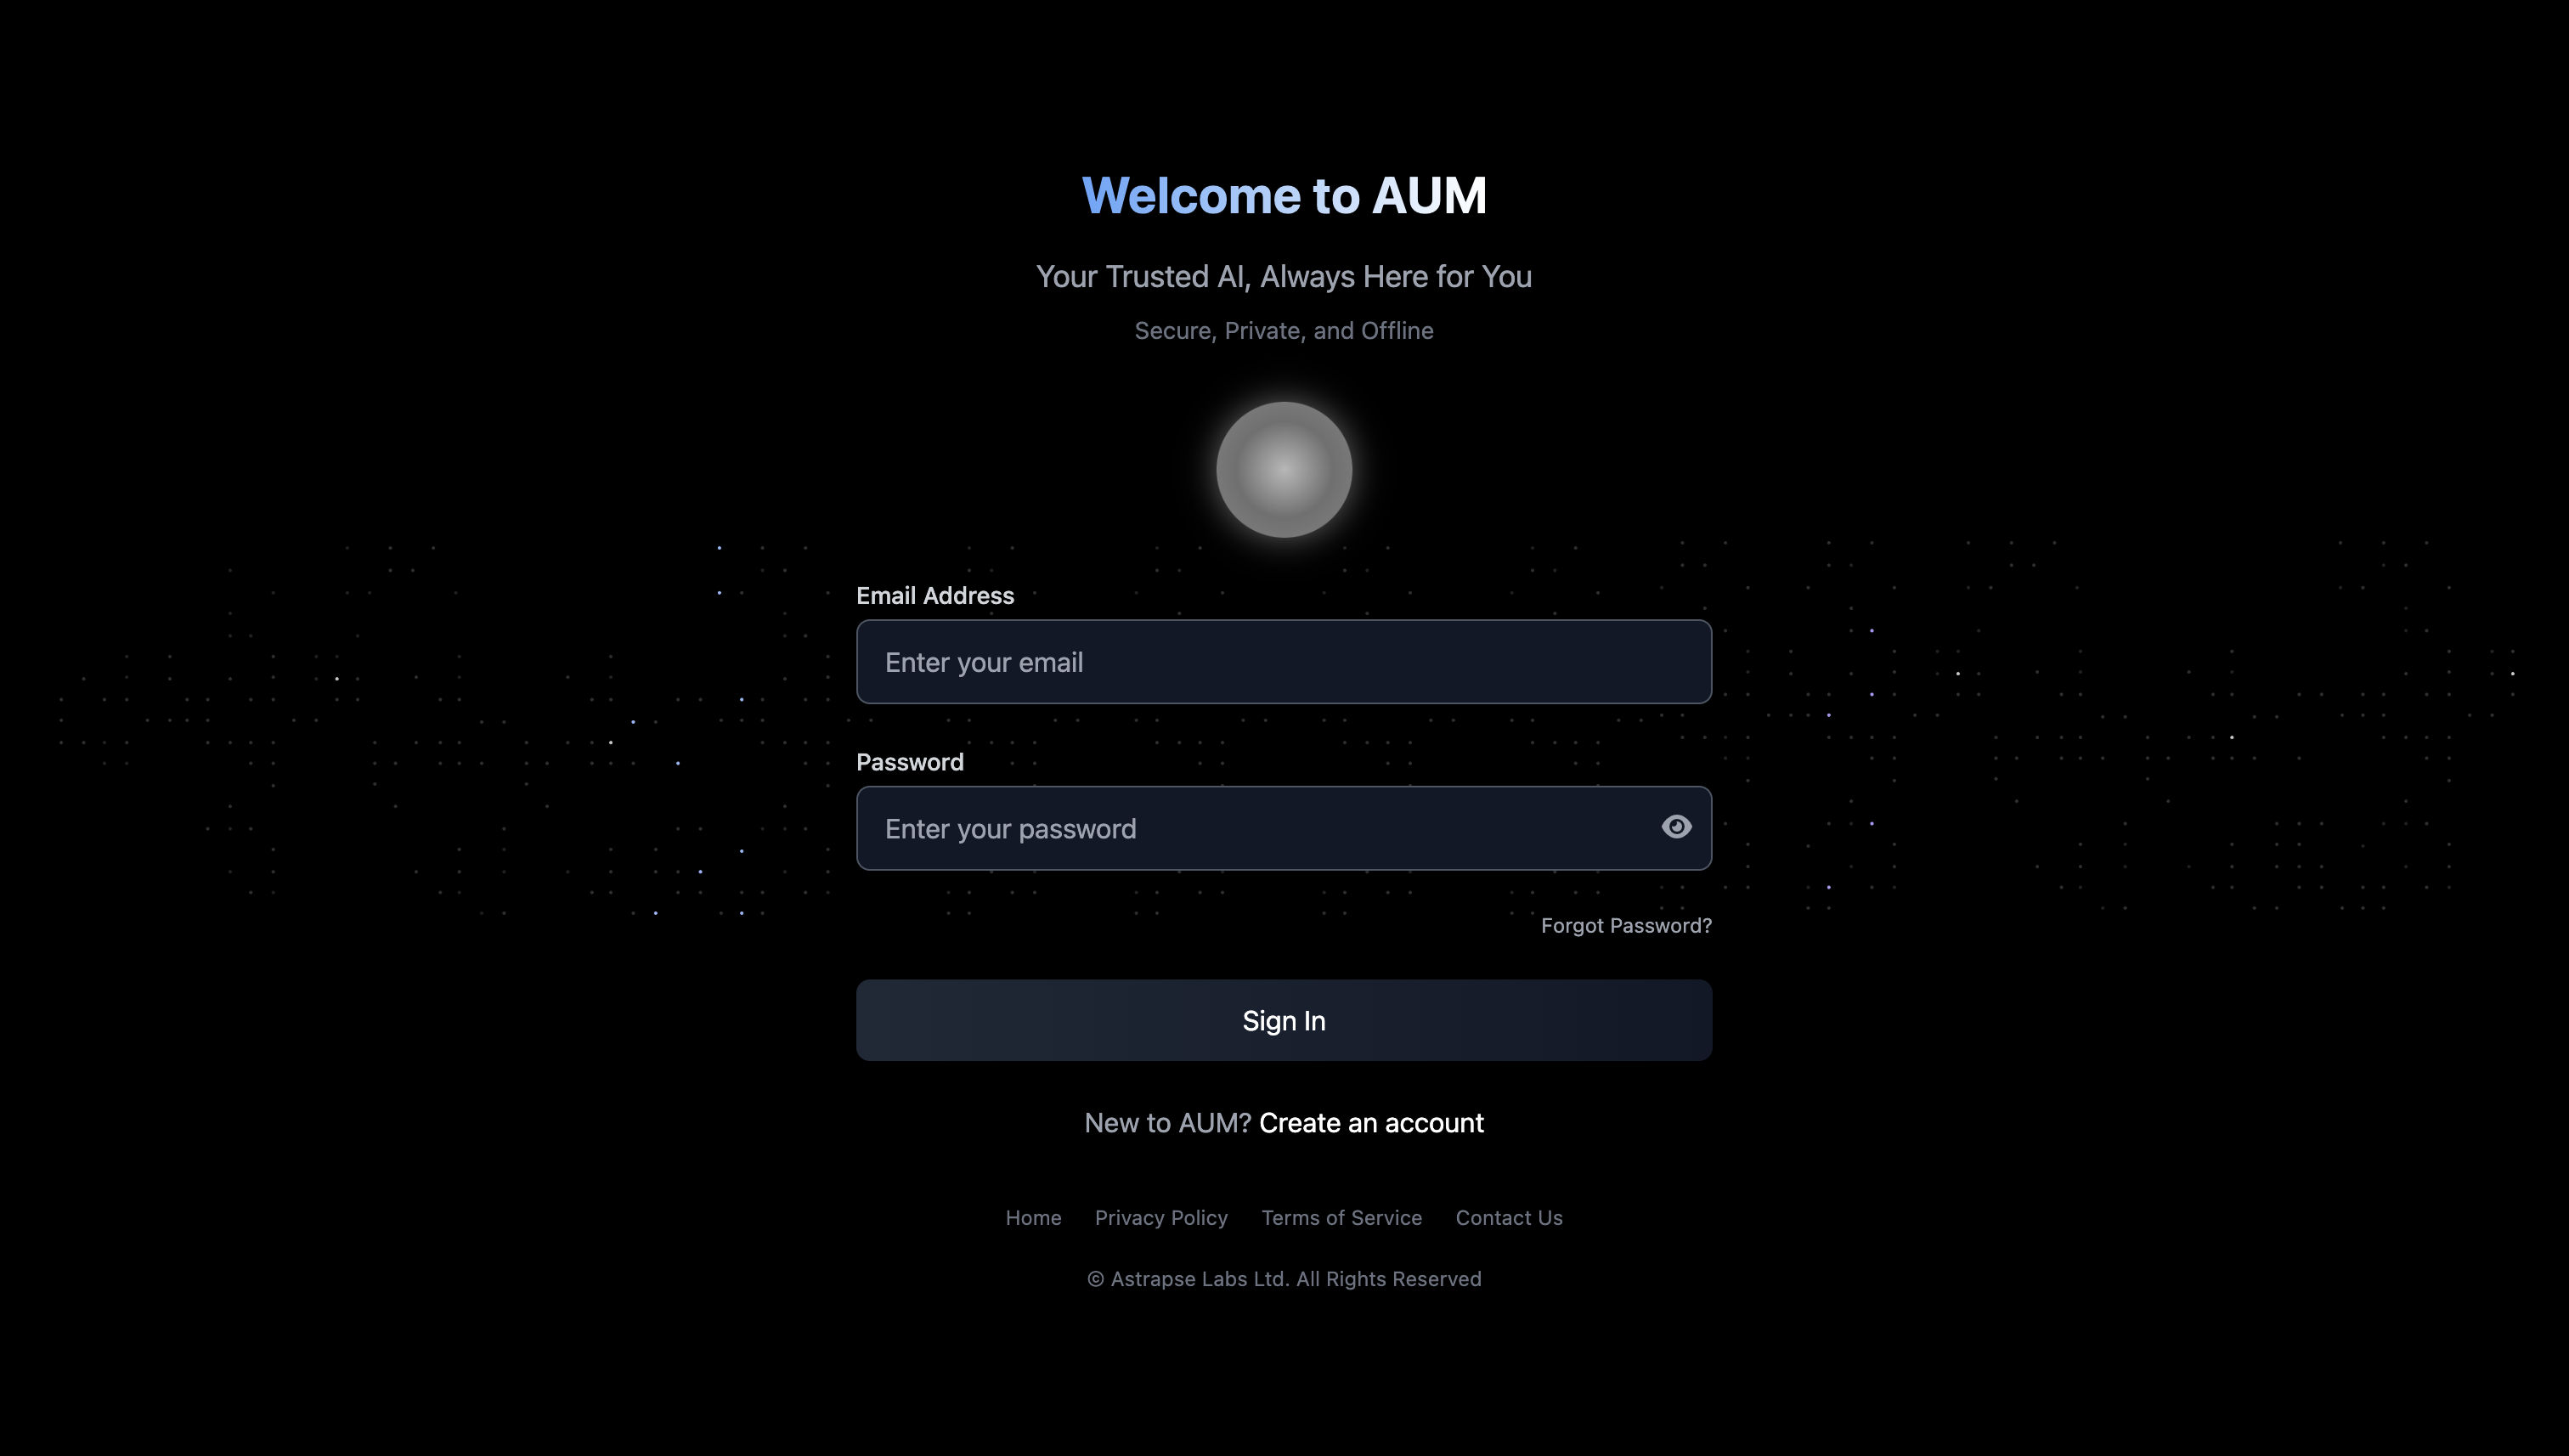 Welcome to AUM
Your Trusted AI, Always Here for You
Secure, Private, and Offline
Email Address
Enter your email
Password
Enter your password
Forgot Password?
Sign In
New to AUM? Create an account
Home Privacy Policy Terms of Service Contact Us
© Astrapse Labs Ltd. All Rights Reserved